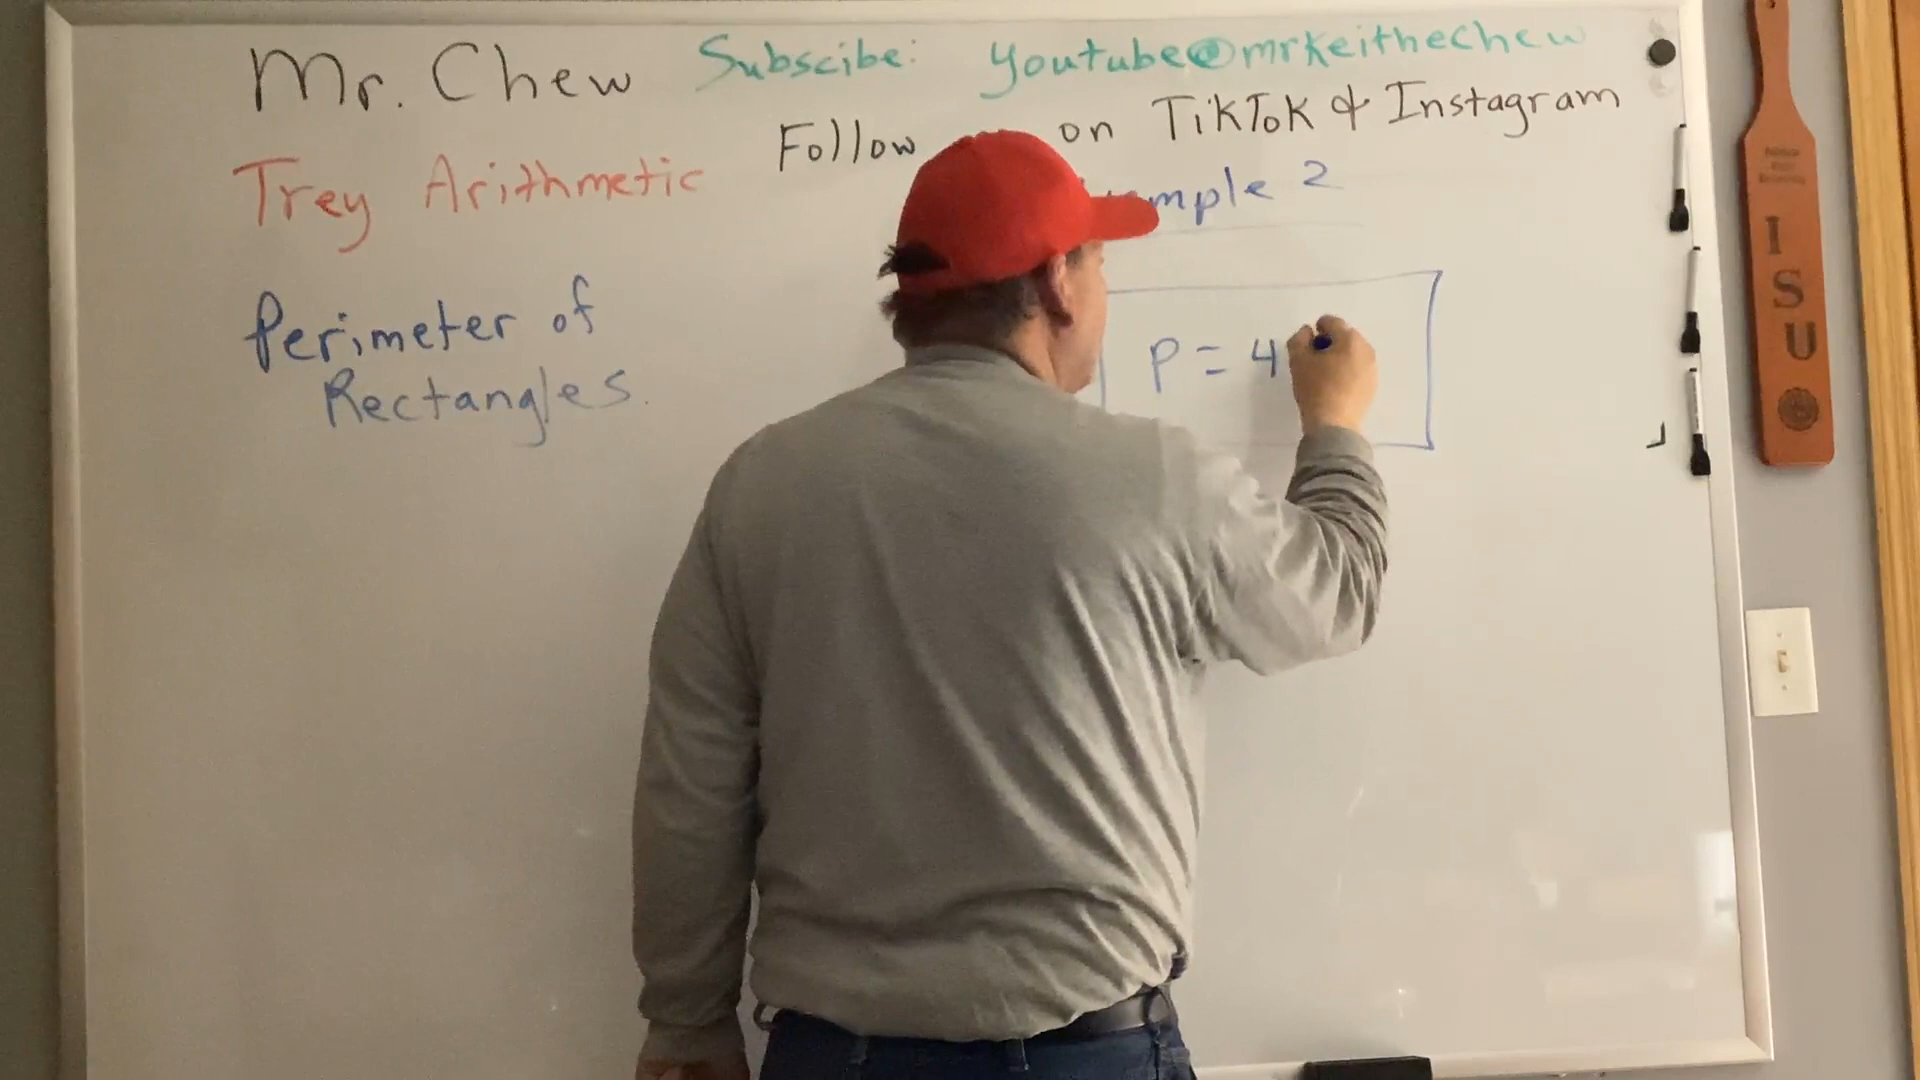 Mr. Chew
Subscibe: Youtube@mrkeithechew
Follow on TikTok & Instagram
Trey Arithmetic
mple 2
Perimeter of
Rectangles.
P = 4
I
S
U